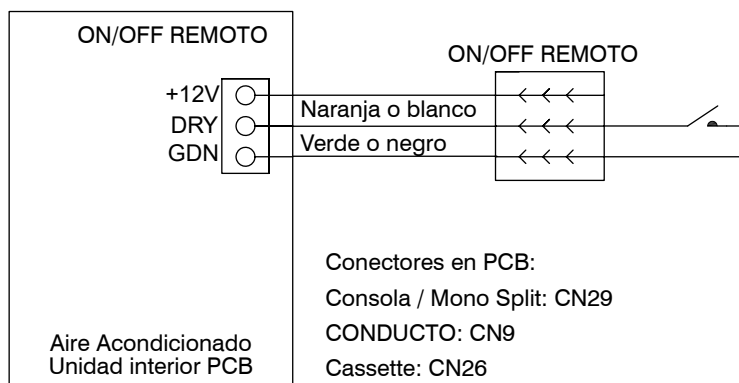 ON/OFF REMOTO
ON/OFF REMOTO
+12V
Naranja o blanco
DRY
Verde o negro
GDN
Conectores en PCB:
Consola / Mono Split: CN29
CONDUCTO: CN9
Cassette: CN26
Aire Acondicionado
Unidad interior PCB